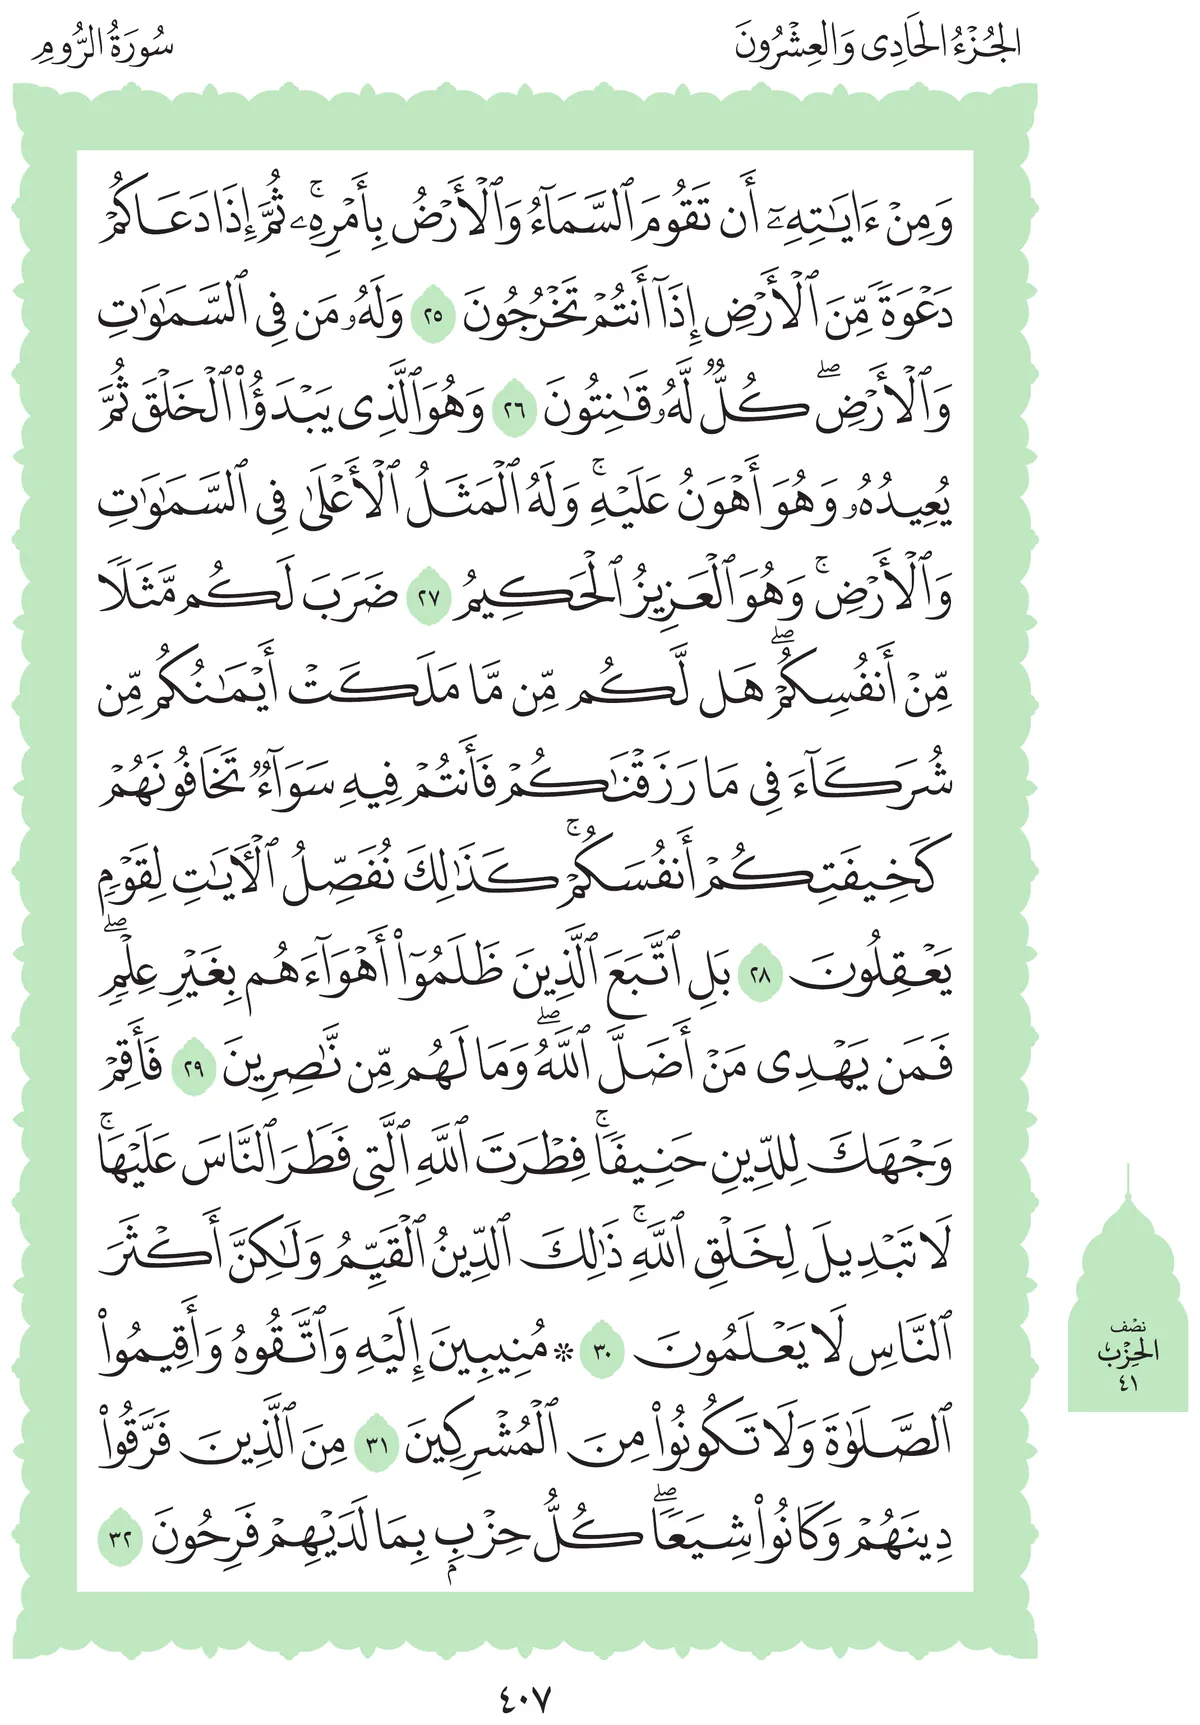 الجُزْءُ الحَادِي وَالعِشْرُونَ
سُورَةُ الرُّومِ
وَمِنْ ءَايَٰتِهِۦٓ أَن تَقُومَ ٱلسَّمَآءُ وَٱلْأَرْضُ بِأَمْرِهِۦۚ ثُمَّ إِذَا دَعَاكُمْ
دَعْوَةً مِّنَ ٱلْأَرْضِ إِذَآ أَنتُمْ تَخْرُجُونَ ٢٥ وَلَهُۥ مَن فِى ٱلسَّمَٰوَٰتِ
وَٱلْأَرْضِۖ كُلٌّ لَّهُۥ قَٰنِتُونَ ٢٦ وَهُوَ ٱلَّذِى يَبْدَؤُا۟ ٱلْخَلْقَ ثُمَّ
يُعِيدُهُۥ وَهُوَ أَهْوَنُ عَلَيْهِۚ وَلَهُ ٱلْمَثَلُ ٱلْأَعْلَىٰ فِى ٱلسَّمَٰوَٰتِ
وَٱلْأَرْضِۚ وَهُوَ ٱلْعَزِيزُ ٱلْحَكِيمُ ٢٧ ضَرَبَ لَكُم مَّثَلًا
مِّنْ أَنفُسِكُمْۖ هَل لَّكُم مِّن مَّا مَلَكَتْ أَيْمَٰنُكُم مِّن
شُرَكَآءَ فِى مَا رَزَقْنَٰكُمْ فَأَنتُمْ فِيهِ سَوَآءٌ تَخَافُونَهُمْ
كَخِيفَتِكُمْ أَنفُسَكُمْۚ كَذَٰلِكَ نُفَصِّلُ ٱلْءَايَٰتِ لِقَوْمٍ
يَعْقِلُونَ ٢٨ بَلِ ٱتَّبَعَ ٱلَّذِينَ ظَلَمُوٓا۟ أَهْوَآءَهُم بِغَيْرِ عِلْمٍۖ
فَمَن يَهْدِى مَنْ أَضَلَّ ٱللَّهُۖ وَمَا لَهُم مِّن نَّٰصِرِينَ ٢٩ فَأَقِمْ
وَجْهَكَ لِلدِّينِ حَنِيفًاۚ فِطْرَتَ ٱللَّهِ ٱلَّتِى فَطَرَ ٱلنَّاسَ عَلَيْهَاۚ
لَا تَبْدِيلَ لِخَلْقِ ٱللَّهِۚ ذَٰلِكَ ٱلدِّينُ ٱلْقَيِّمُ وَلَٰكِنَّ أَكْثَرَ
ٱلنَّاسِ لَا يَعْلَمُونَ ٣٠ ۞ مُنِيبِينَ إِلَيْهِ وَٱتَّقُوهُ وَأَقِيمُوا۟
ٱلصَّلَوٰةَ وَلَا تَكُونُوا۟ مِنَ ٱلْمُشْرِكِينَ ٣١ مِنَ ٱلَّذِينَ فَرَّقُوا۟
دِينَهُمْ وَكَانُوا۟ شِيَعًاۖ كُلُّ حِزْبٍۭ بِمَا لَدَيْهِمْ فَرِحُونَ ٣٢
نصْف
الحِزْب
٤١
٤٠٧